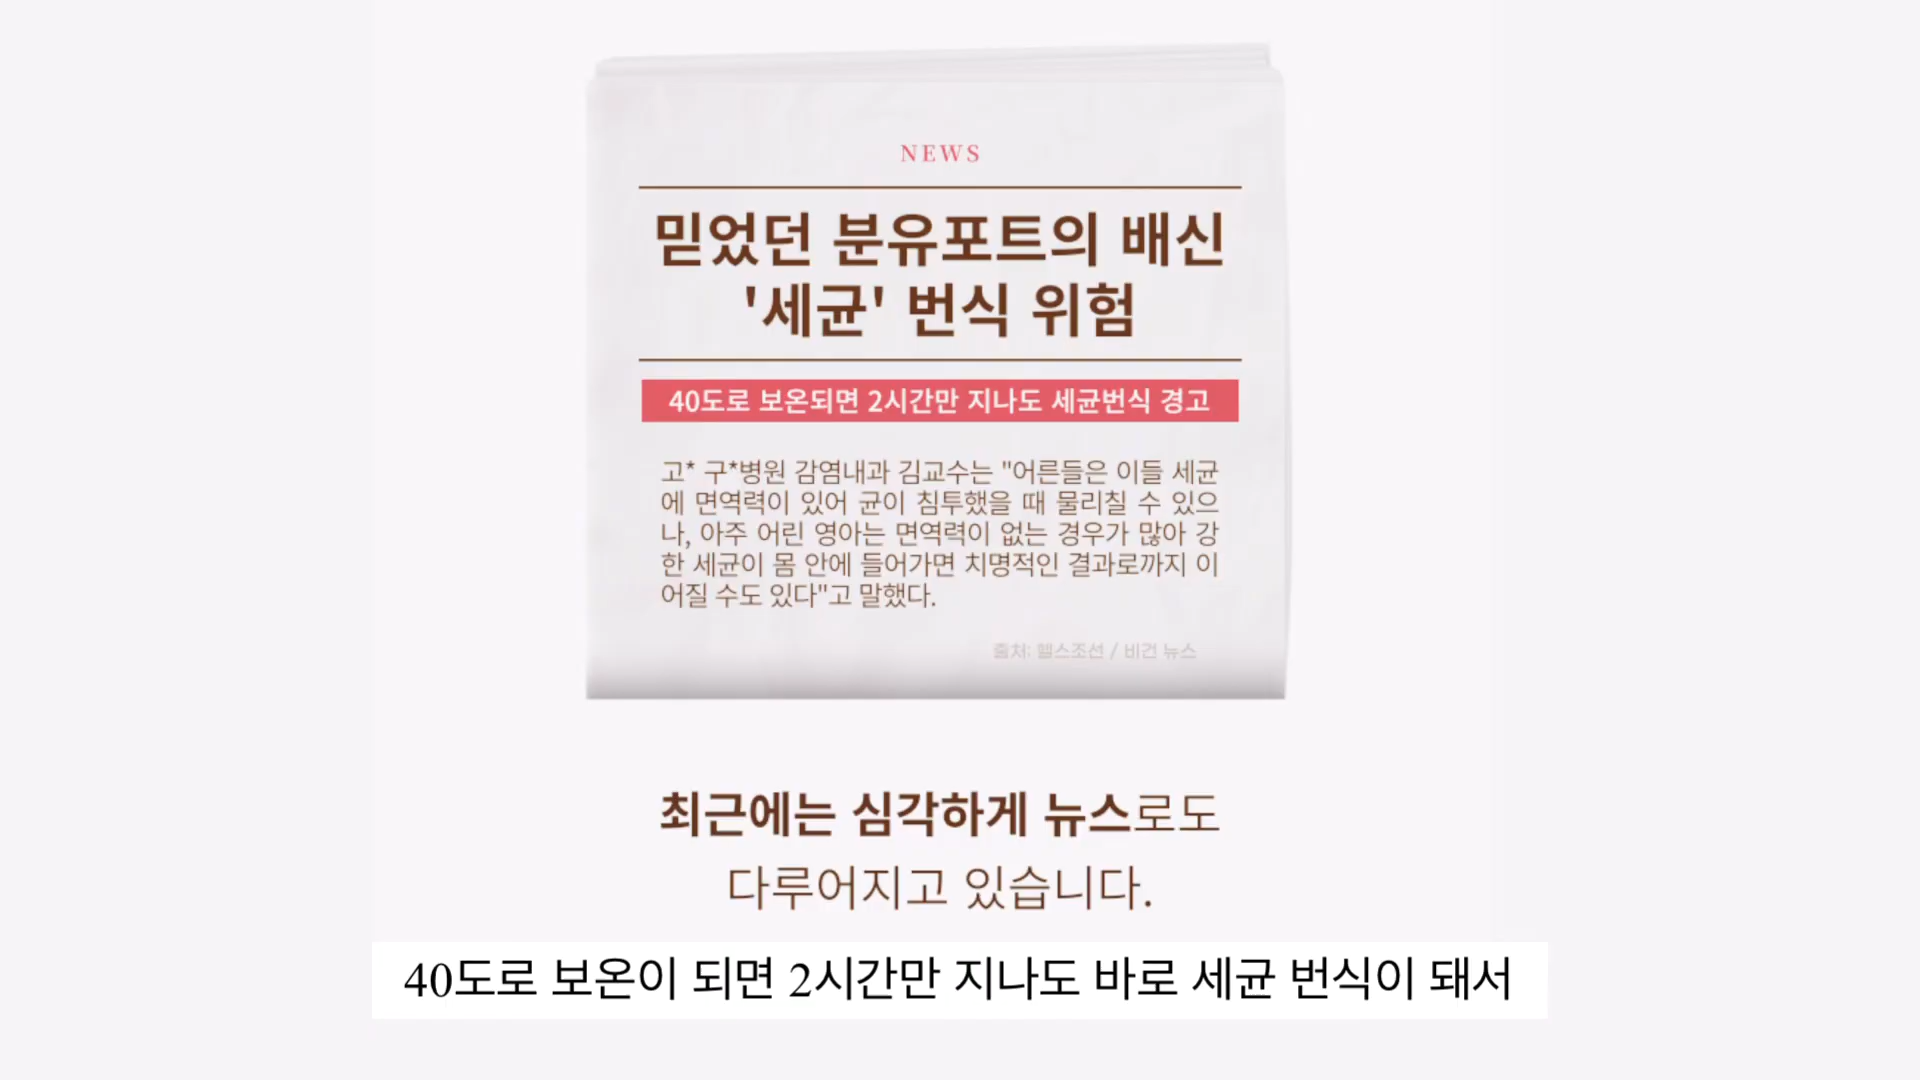 NEWS
믿었던 분유포트의 배신
'세균' 번식 위험
40도로 보온되면 2시간만 지나도 세균번식 경고
고* 구*병원 감염내과 김교수는 "어른들은 이들 세균
에 면역력이 있어 균이 침투했을 때 물리칠 수 있으
나, 아주 어린 영아는 면역력이 없는 경우가 많아 강
한 세균이 몸 안에 들어가면 치명적인 결과로까지 이
어질 수도 있다"고 말했다.
출처: 헬스조선 / 비건 뉴스
최근에는 심각하게 뉴스로도
다루어지고 있습니다.
40도로 보온이 되면 2시간만 지나도 바로 세균 번식이 돼서